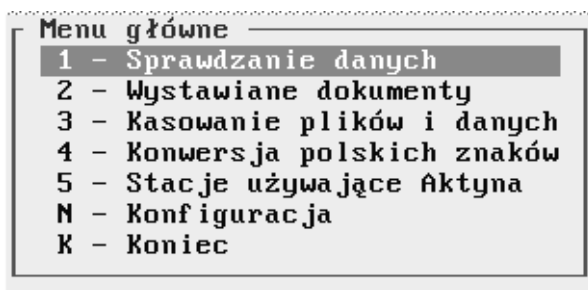 Menu główne
1 - Sprawdzanie danych
2 - Wystawiane dokumenty
3 - Kasowanie plików i danych
4 - Konwersja polskich znaków
5 - Stacje używające Aktyna
N - Konfiguracja
K - Koniec